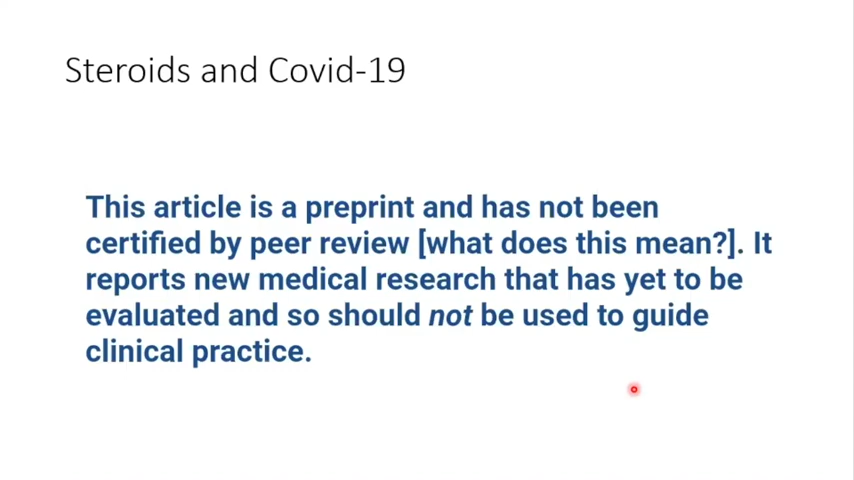 Steroids and Covid-19
This article is a preprint and has not been
certified by peer review [what does this mean?]. It
reports new medical research that has yet to be
evaluated and so should not be used to guide
clinical practice.